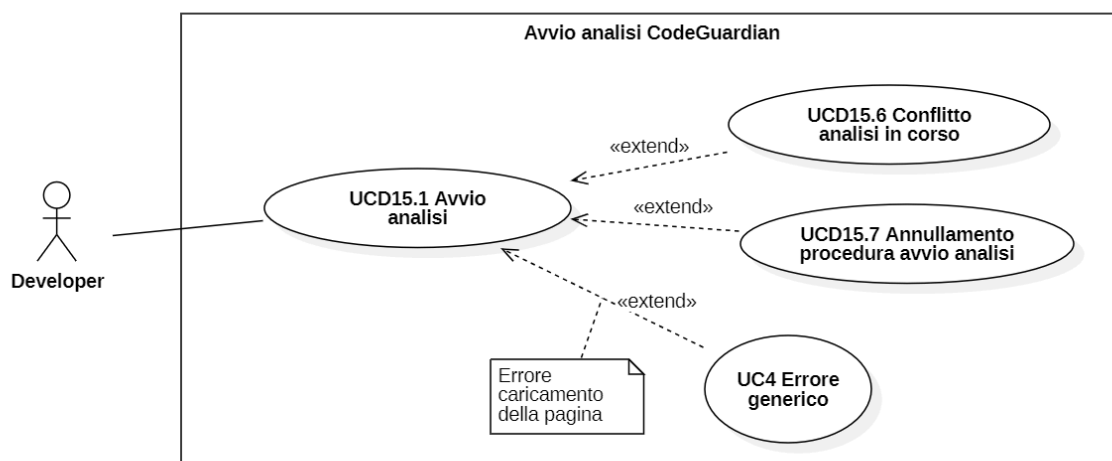 Avvio analisi CodeGuardian
UCD15.6 Conflitto
analisi in corso
«extend»
UCD15.1 Avvio
analisi
«extend»
UCD15.7 Annullamento
procedura avvio analisi
Developer
«extend»
Errore
caricamento
della pagina
UC4 Errore
generico